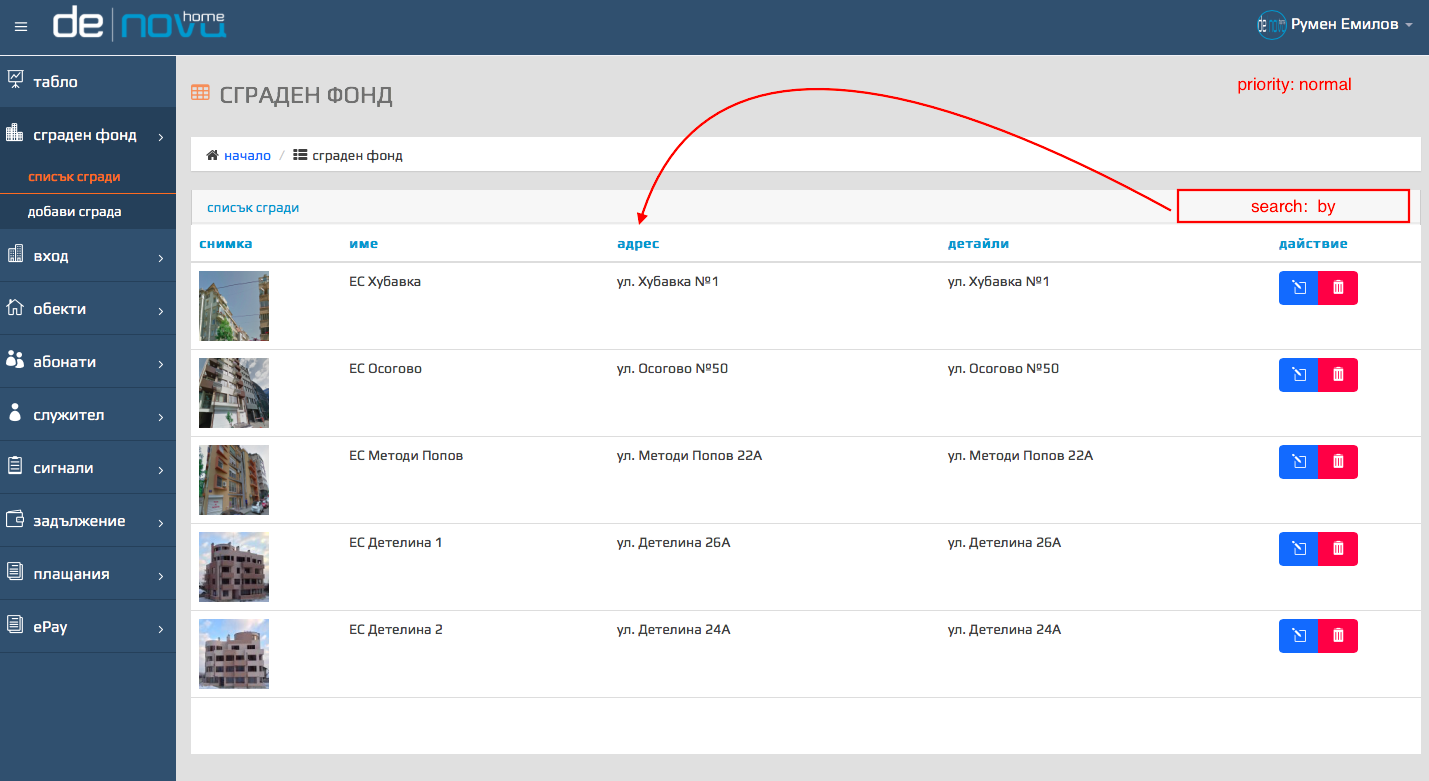 de novo home
Румен Емилов
табло
сграден фонд
списък сгради
добави сграда
вход
обекти
абонати
служител
сигнали
задължение
плащания
ePay
СГРАДЕН ФОНД
priority: normal
начало / сграден фонд
списък сгради
search: by
снимка име адрес детайли дайствие
ЕС Хубавка ул. Хубавка №1 ул. Хубавка №1
ЕС Осогово ул. Осогово №50 ул. Осогово №50
ЕС Методи Попов ул. Методи Попов 22А ул. Методи Попов 22А
ЕС Детелина 1 ул. Детелина 26А ул. Детелина 26А
ЕС Детелина 2 ул. Детелина 24А ул. Детелина 24А